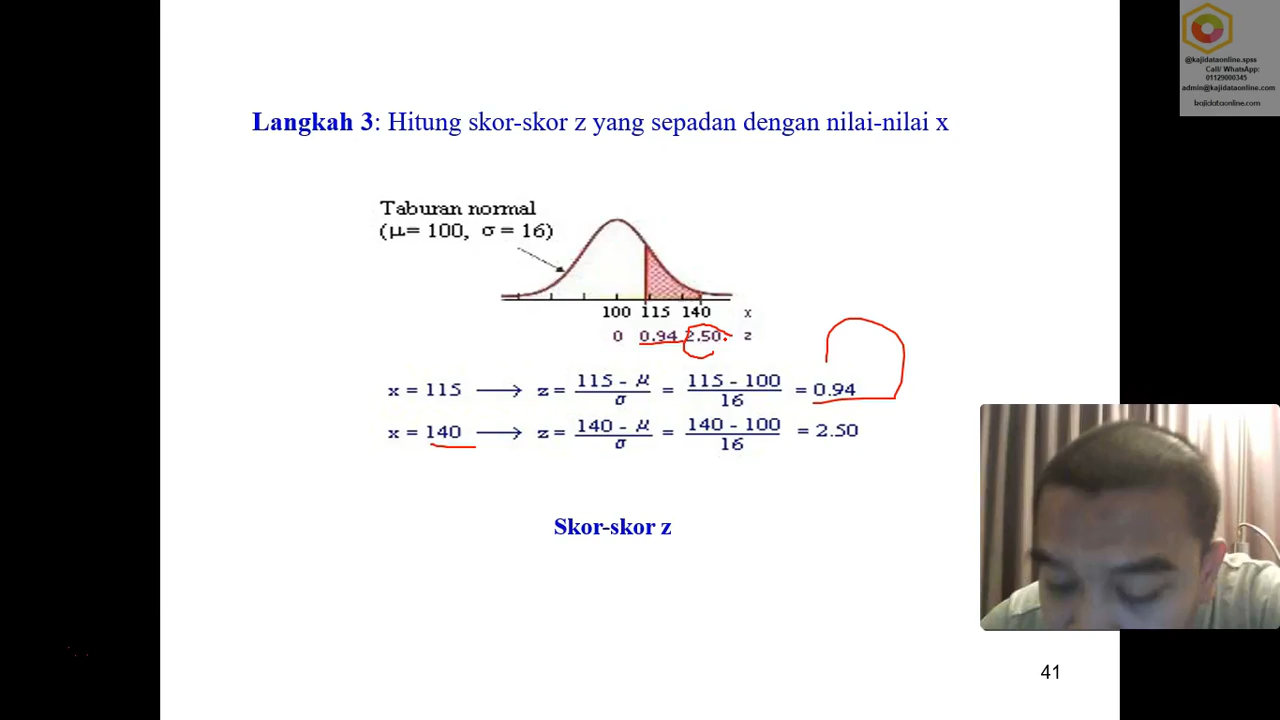 @kajidataonline.spss
Call/ WhatsApp:
01129000345
admin@kajidataonline.com
kajidataonline.com
Langkah 3: Hitung skor-skor z yang sepadan dengan nilai-nilai x
Taburan normal
(μ= 100, σ = 16)
100 115 140 x
0 0.94 2.50 z
x = 115 ⟶ z = (115 - μ)/σ = (115 - 100)/16 = 0.94
x = 140 ⟶ z = (140 - μ)/σ = (140 - 100)/16 = 2.50
Skor-skor z
41